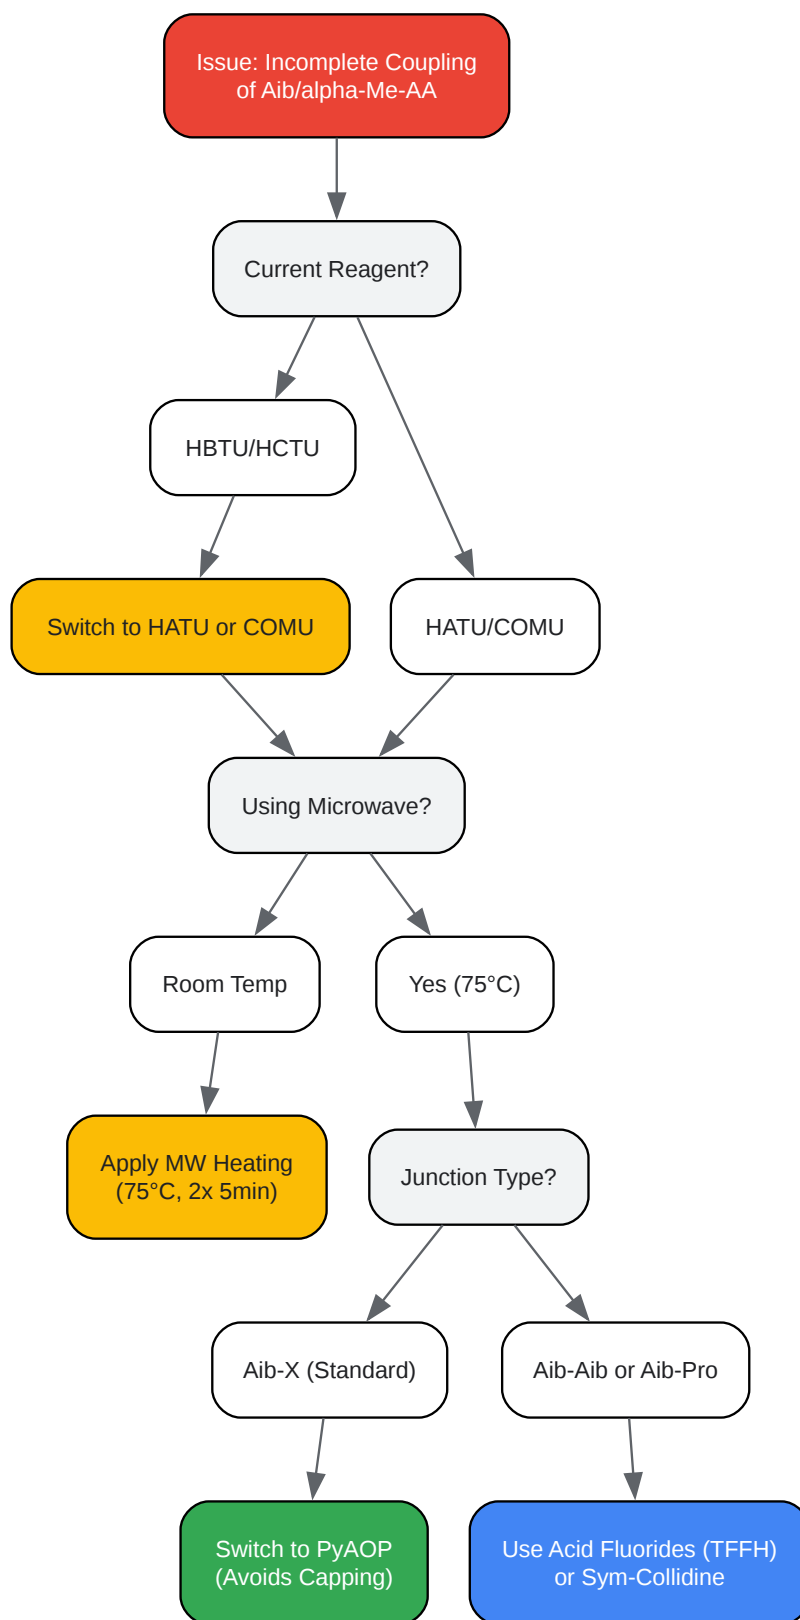 Issue: Incomplete Coupling
of Aib/alpha-Me-AA
Current Reagent?
HBTU/HCTU
Switch to HATU or COMU
HATU/COMU
Using Microwave?
Room Temp
Yes (75°C)
Apply MW Heating
(75°C, 2x 5min)
Junction Type?
Aib-X (Standard)
Aib-Aib or Aib-Pro
Switch to PyAOP
(Avoids Capping)
Use Acid Fluorides (TFFH)
or Sym-Collidine